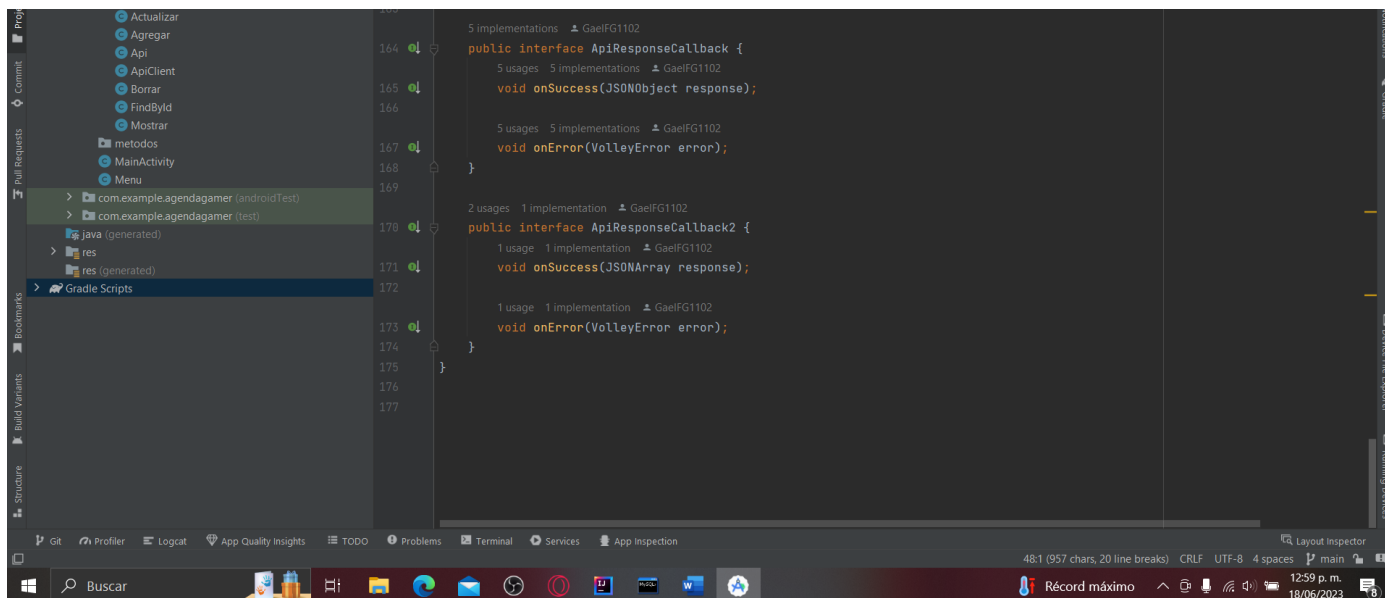 Proje
Commit
Pull Requests
Bookmarks
Build Variants
Structure
Actualizar
Agregar
Api
ApiClient
Borrar
FindById
Mostrar
metodos
MainActivity
Menu
com.example.agendagamer (androidTest)
com.example.agendagamer (test)
java (generated)
res
res (generated)
Gradle Scripts
5 implementations GaelFG1102
164 public interface ApiResponseCallback {
5 usages 5 implementations GaelFG1102
165 void onSuccess(JSONObject response);
166
5 usages 5 implementations GaelFG1102
167 void onError(VolleyError error);
168 }
169
2 usages 1 implementation GaelFG1102
170 public interface ApiResponseCallback2 {
1 usage 1 implementation GaelFG1102
171 void onSuccess(JSONArray response);
172
1 usage 1 implementation GaelFG1102
173 void onError(VolleyError error);
174 }
175 }
176
177
Git Profiler Logcat App Quality Insights TODO Problems Terminal Services App Inspection Layout Inspector
48:1 (957 chars, 20 line breaks) CRLF UTF-8 4 spaces main
Buscar Récord máximo 12:59 p. m.
18/06/2023 8